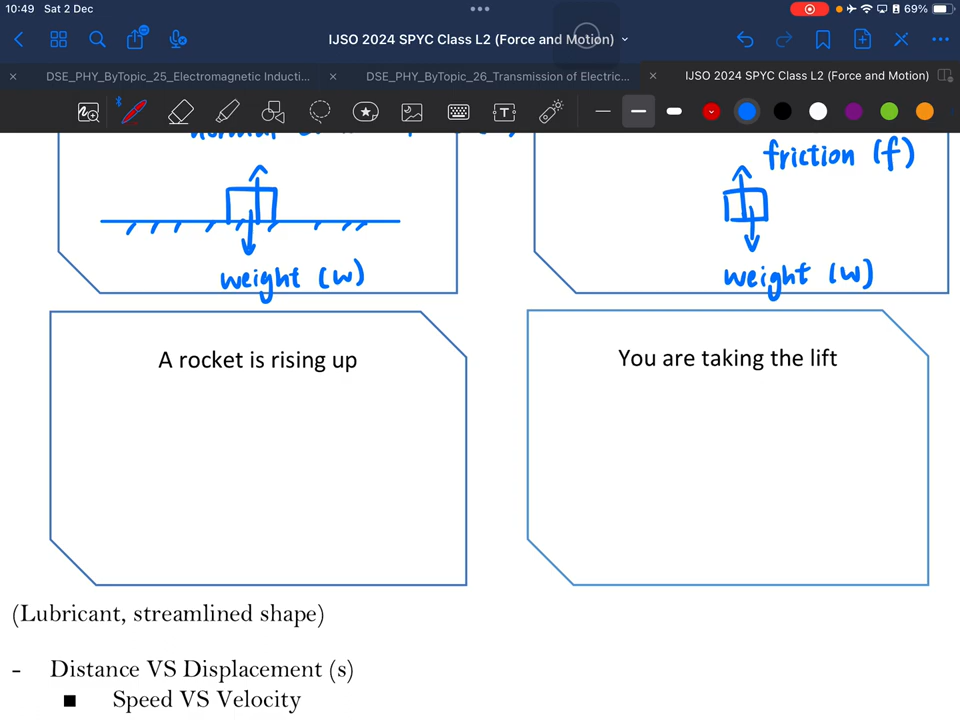 10:49 Sat 2 Dec
69%
IJSO 2024 SPYC Class L2 (Force and Motion)
DSE_PHY_ByTopic_25_Electromagnetic Inducti...
DSE_PHY_ByTopic_26_Transmission of Electric...
IJSO 2024 SPYC Class L2 (Force and Motion)
friction (f)
weight (w)
weight (w)
A rocket is rising up
You are taking the lift
(Lubricant, streamlined shape)
- Distance VS Displacement (s)
■ Speed VS Velocity